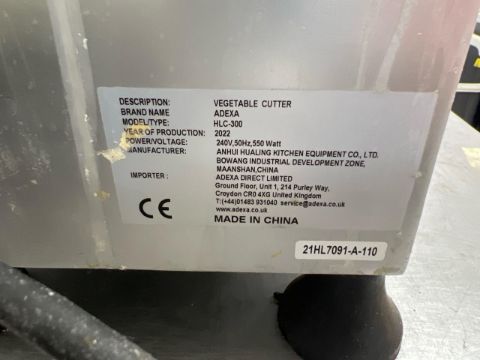 DESCRIPTION: VEGETABLE CUTTER
BRAND NAME ADEXA
MODEL/TYPE: HLC-300
YEAR OF PRODUCTION: 2022
POWER/VOLTAGE: 240V,50Hz,550 Watt
MANUFACTURER: ANHUI HUALING KITCHEN EQUIPMENT CO., LTD.
BOWANG INDUSTRIAL DEVELOPMENT ZONE,
MAANSHAN,CHINA
IMPORTER : ADEXA DIRECT LIMITED
Ground Floor, Unit 1, 214 Purley Way,
Croydon CR0 4XG United Kingdom
T:(+44)01483 931040 service@adexa.co.uk
www.adexa.co.uk
CE MADE IN CHINA
21HL7091-A-110